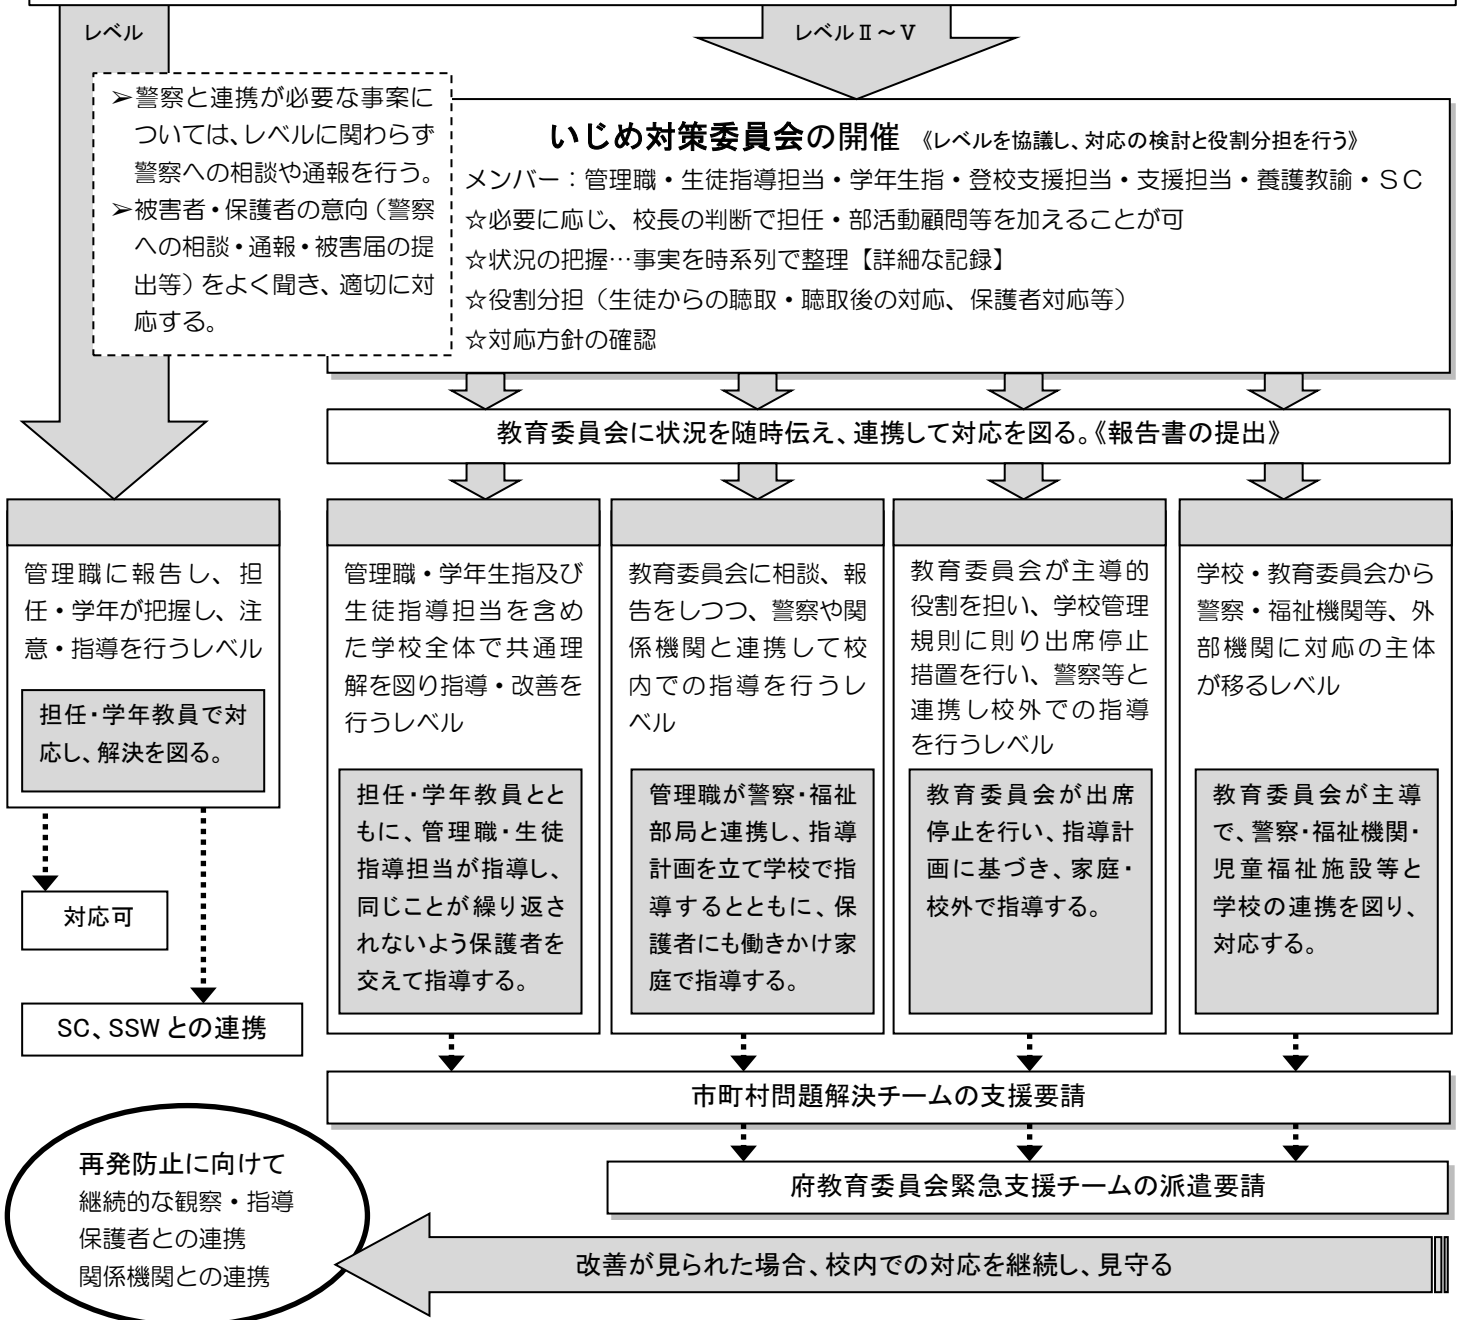 レベル
レベルⅡ～Ⅴ
➢警察と連携が必要な事案に
ついては、レベルに関わらず
警察への相談や通報を行う。
➢被害者・保護者の意向（警察
への相談・通報・被害届の提
出等）をよく聞き、適切に対
応する。
いじめ対策委員会の開催 《レベルを協議し、対応の検討と役割分担を行う》
メンバー：管理職・生徒指導担当・学年生指・登校支援担当・支援担当・養護教諭・ＳＣ
☆必要に応じ、校長の判断で担任・部活動顧問等を加えることが可
☆状況の把握…事実を時系列で整理【詳細な記録】
☆役割分担（生徒からの聴取・聴取後の対応、保護者対応等）
☆対応方針の確認
教育委員会に状況を随時伝え、連携して対応を図る。《報告書の提出》
管理職に報告し、担
任・学年が把握し、注
意・指導を行うレベル
担任・学年教員で対
応し、解決を図る。
対応可
SC、SSWとの連携
管理職・学年生指及び
生徒指導担当を含め
た学校全体で共通理
解を図り指導・改善を
行うレベル
担任・学年教員とと
もに、管理職・生徒
指導担当が指導し、
同じことが繰り返さ
れないよう保護者を
交えて指導する。
教育委員会に相談、報
告をしつつ、警察や関
係機関と連携して校
内での指導を行うレ
ベル
管理職が警察・福祉
部局と連携し、指導
計画を立て学校で指
導するとともに、保
護者にも働きかけ家
庭で指導する。
教育委員会が主導的
役割を担い、学校管理
規則に則り出席停止
措置を行い、警察等と
連携し校外での指導
を行うレベル
教育委員会が出席
停止を行い、指導計
画に基づき、家庭・
校外で指導する。
学校・教育委員会から
警察・福祉機関等、外
部機関に対応の主体
が移るレベル
教育委員会が主導
で、警察・福祉機関・
児童福祉施設等と
学校の連携を図り、
対応する。
市町村問題解決チームの支援要請
府教育委員会緊急支援チームの派遣要請
再発防止に向けて
継続的な観察・指導
保護者との連携
関係機関との連携
改善が見られた場合、校内での対応を継続し、見守る